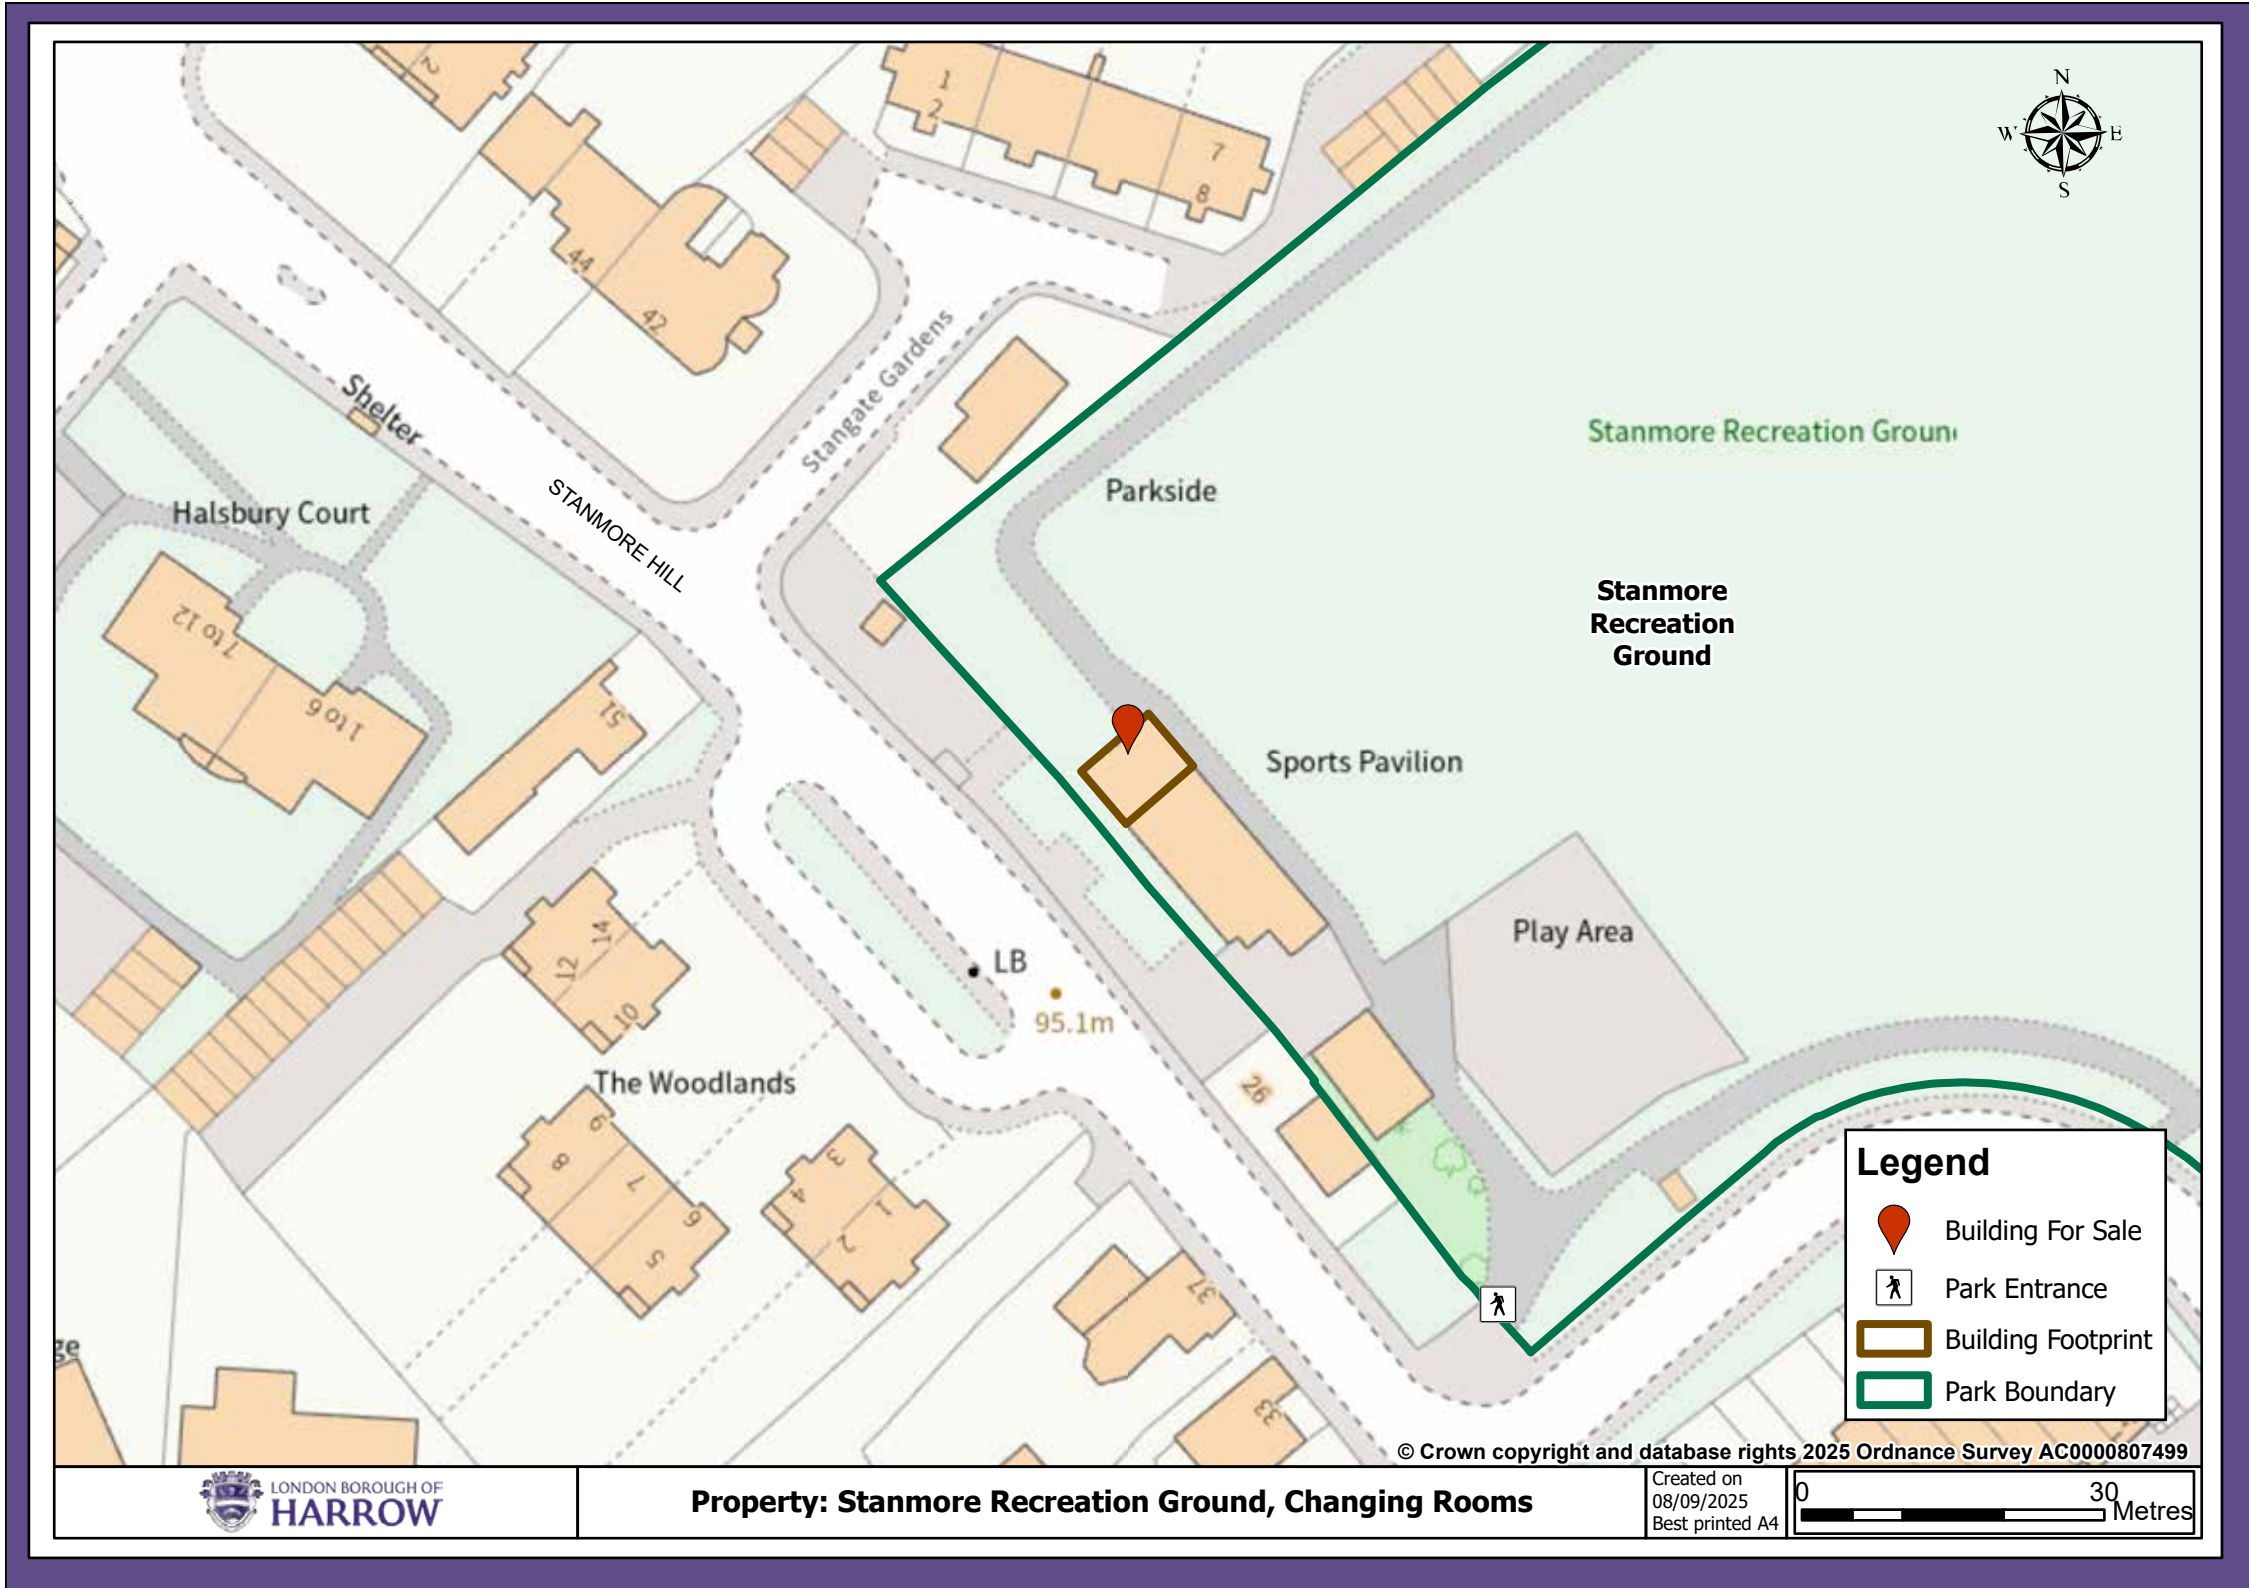 2
1
2
7
8
N
W
E
S
44
42
Stangate Gardens
Shelter
Stanmore Recreation Groun
Parkside
Halsbury Court
STANMORE HILL
Stanmore
Recreation
Ground
7 to 12
1 to 6
51
Sports Pavilion
14
12
10
LB
95.1m
Play Area
The Woodlands
26
9
8
7
6
5
3
4
1
2
37
33
ge
Legend
Building For Sale
Park Entrance
Building Footprint
Park Boundary
© Crown copyright and database rights 2025 Ordnance Survey AC0000807499
LONDON BOROUGH OF
HARROW
Property: Stanmore Recreation Ground, Changing Rooms
Created on
08/09/2025
Best printed A4
0 30
Metres